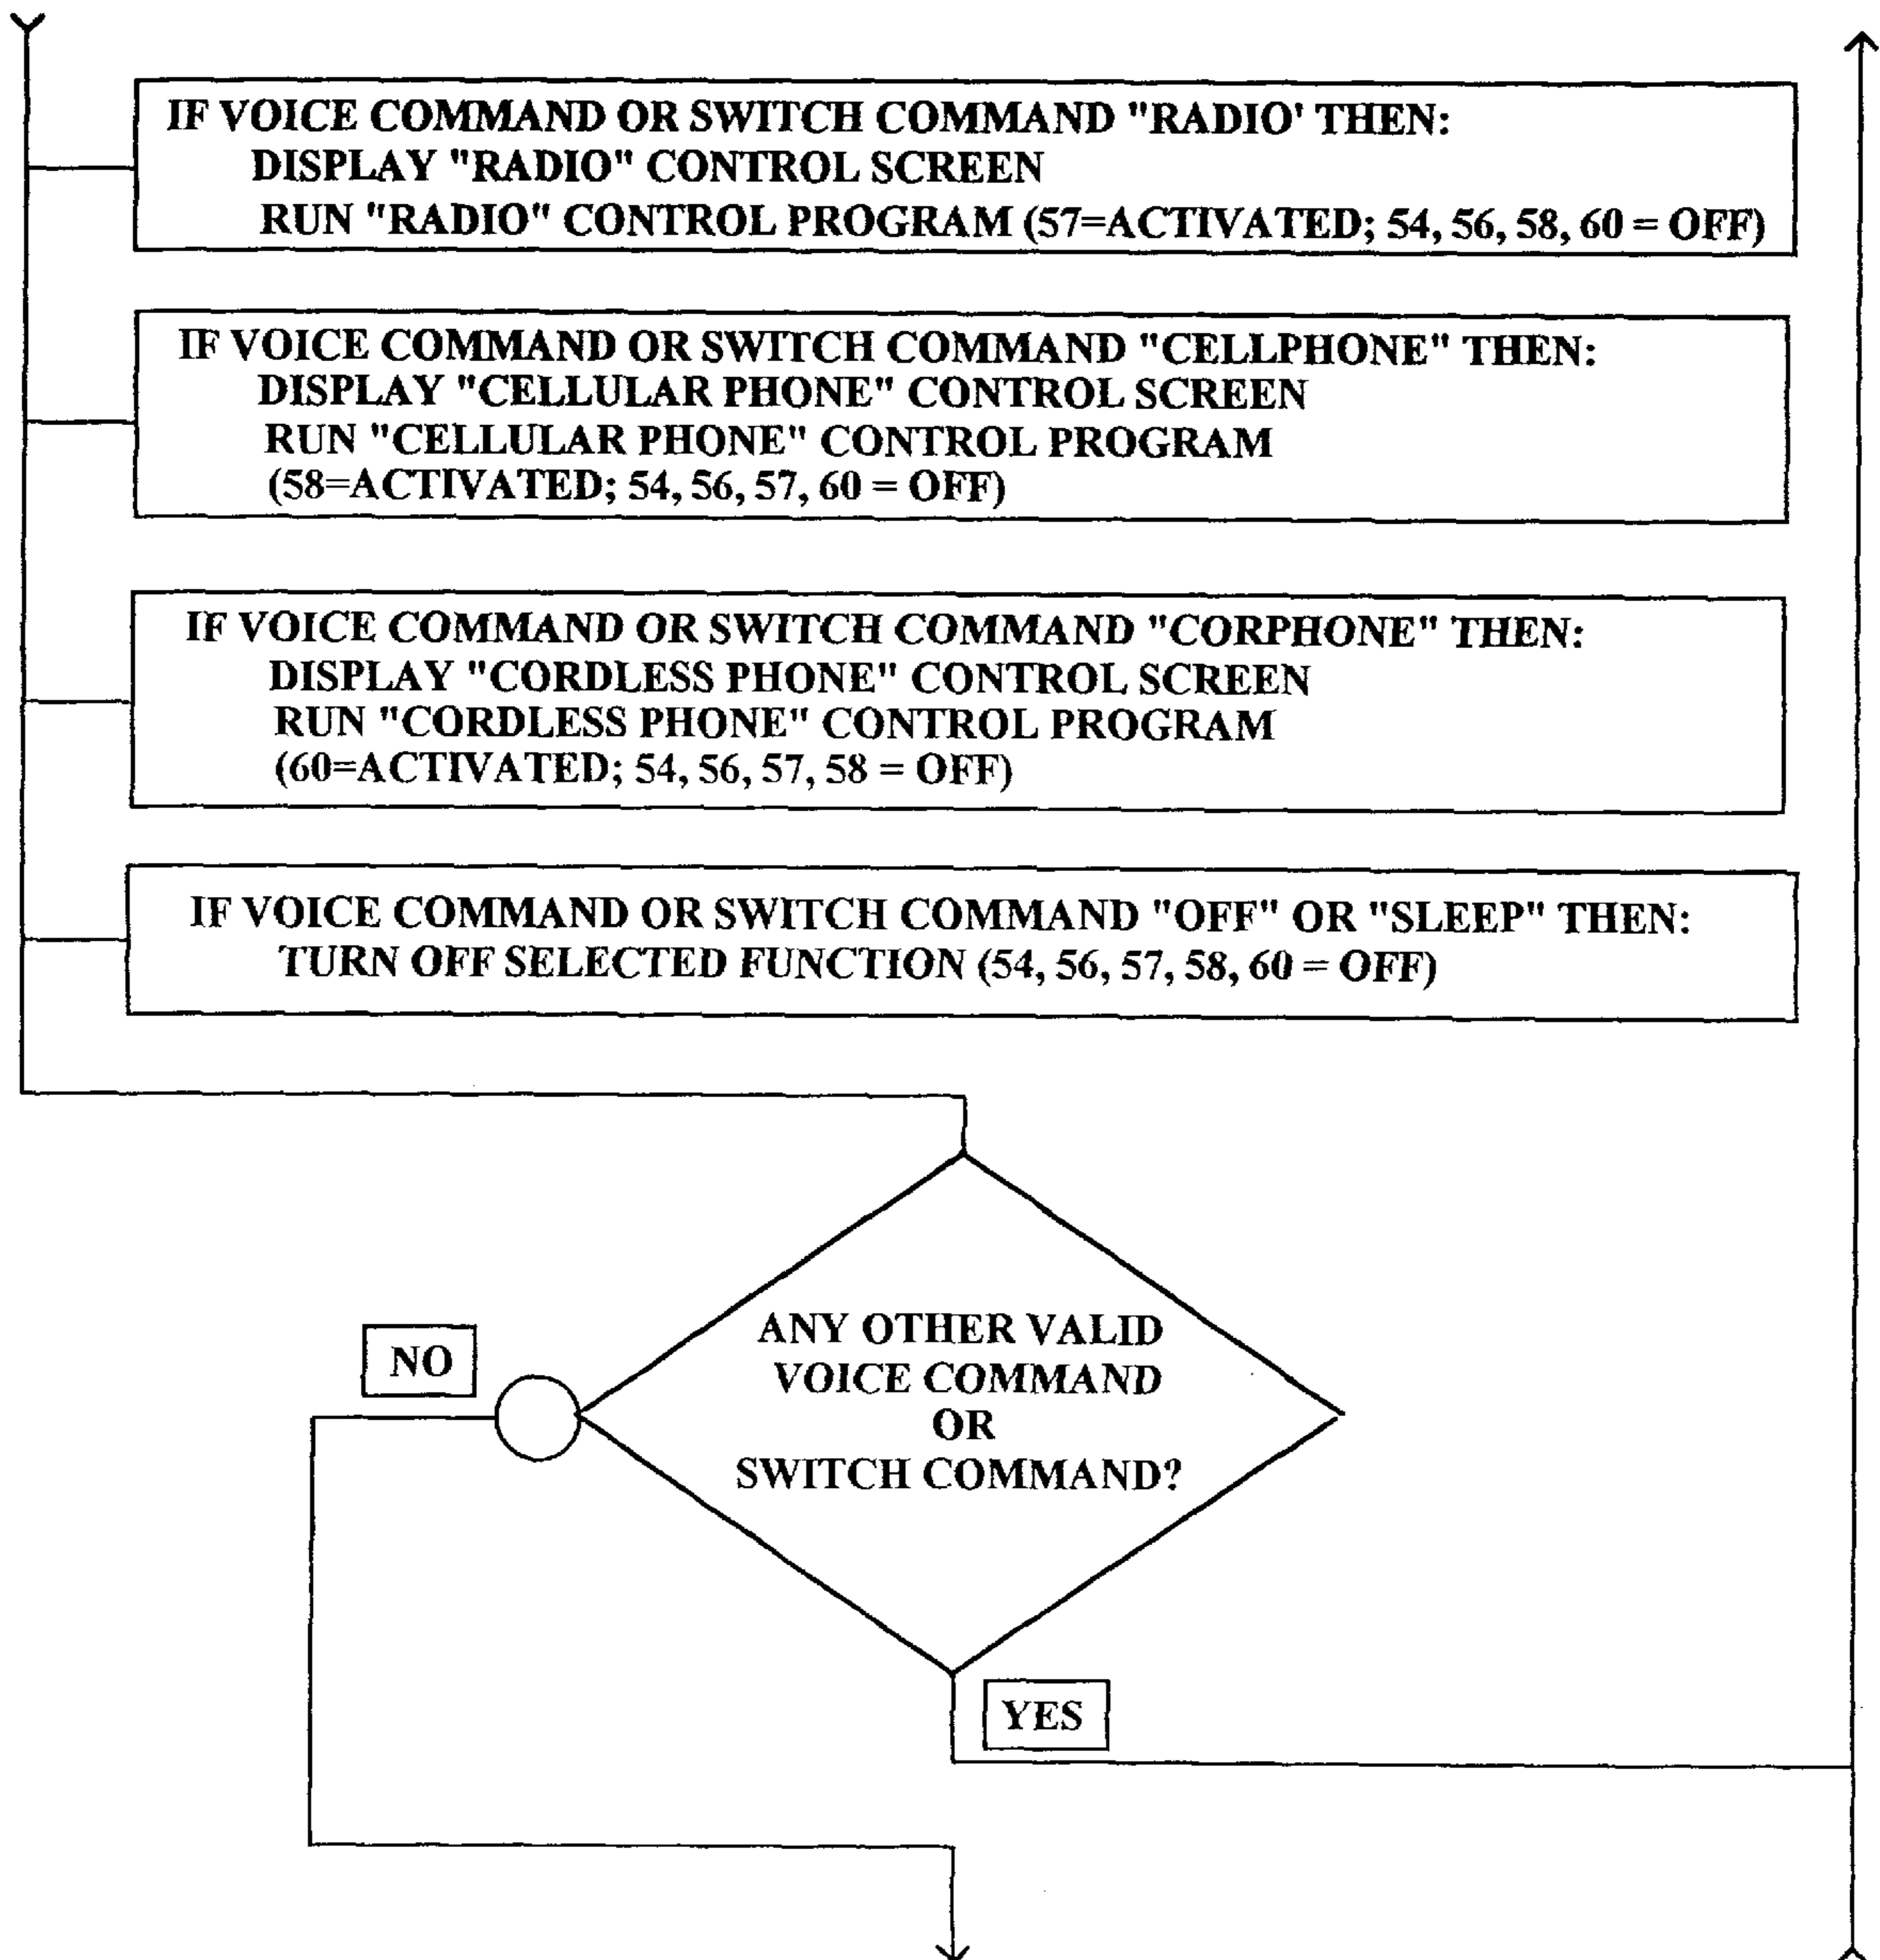 IF VOICE COMMAND OR SWITCH COMMAND "RADIO' THEN:
DISPLAY "RADIO" CONTROL SCREEN
RUN "RADIO" CONTROL PROGRAM (57=ACTIVATED; 54, 56, 58, 60 = OFF)
IF VOICE COMMAND OR SWITCH COMMAND "CELLPHONE" THEN:
DISPLAY "CELLULAR PHONE" CONTROL SCREEN
RUN "CELLULAR PHONE" CONTROL PROGRAM
(58=ACTIVATED; 54, 56, 57, 60 = OFF)
IF VOICE COMMAND OR SWITCH COMMAND "CORPHONE" THEN:
DISPLAY "CORDLESS PHONE" CONTROL SCREEN
RUN "CORDLESS PHONE" CONTROL PROGRAM
(60=ACTIVATED; 54, 56, 57, 58 = OFF)
IF VOICE COMMAND OR SWITCH COMMAND "OFF" OR "SLEEP" THEN:
TURN OFF SELECTED FUNCTION (54, 56, 57, 58, 60 = OFF)
ANY OTHER VALID
VOICE COMMAND
OR
SWITCH COMMAND?
NO
YES